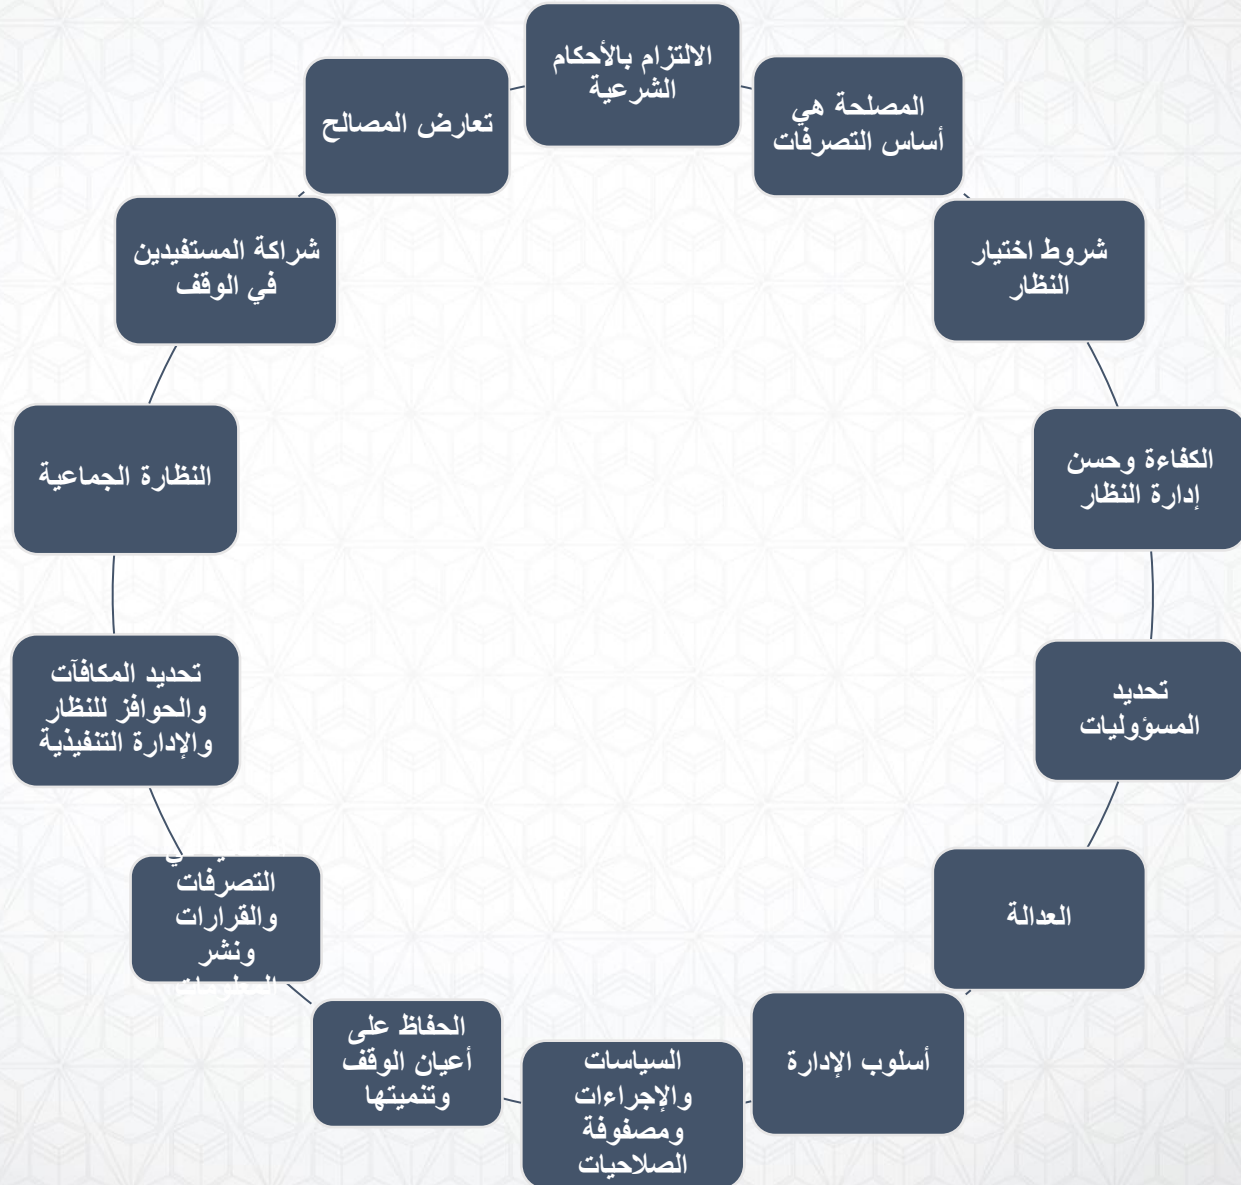 الالتزام بالأحكام
الشرعية
المصلحة هي
أساس التصرفات
شروط اختيار
النظار
الكفاءة وحسن
إدارة النظار
تحديد
المسؤوليات
العدالة
أسلوب الإدارة
السياسات
والإجراءات
ومصفوفة
الصلاحيات
الحفاظ على
أعيان الوقف
وتنميتها
التصرفات
والقرارات
ونشر
تحديد المكافآت
والحوافز للنظار
والإدارة التنفيذية
النظارة الجماعية
شراكة المستفيدين
في الوقف
تعارض المصالح